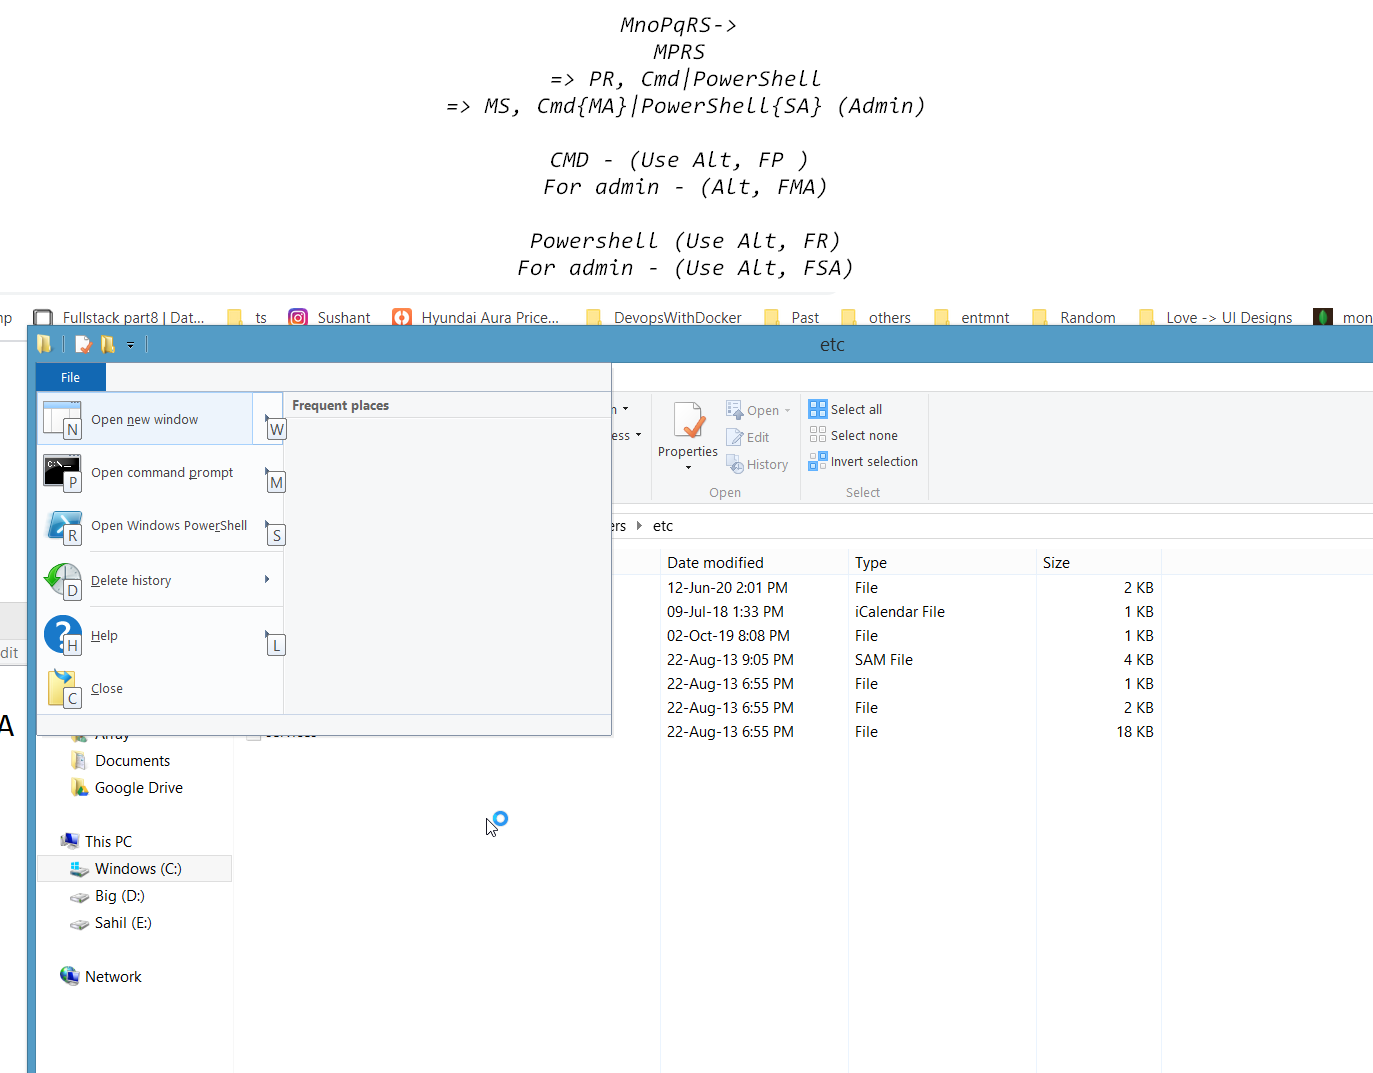 MnoPqRS->
MPRS
=> PR, Cmd|PowerShell
=> MS, Cmd{MA}|PowerShell{SA} (Admin)
CMD - (Use Alt, FP )
For admin - (Alt, FMA)
Powershell (Use Alt, FR)
For admin - (Use Alt, FSA)
Fullstack part8 | Dat... ts Sushant Hyundai Aura Price... DevopsWithDocker Past others entmnt Random Love -> UI Designs mon
etc
File
Frequent places
Open new window
N
W
Open command prompt
P
M
Open Windows PowerShell
R
S
Delete history
D
Help
H
L
Close
C
Properties
Open
Edit
History
Open
Select all
Select none
Invert selection
Select
etc
Date modified Type Size
12-Jun-20 2:01 PM File 2 KB
09-Jul-18 1:33 PM iCalendar File 1 KB
02-Oct-19 8:08 PM File 1 KB
22-Aug-13 9:05 PM SAM File 4 KB
22-Aug-13 6:55 PM File 1 KB
22-Aug-13 6:55 PM File 2 KB
22-Aug-13 6:55 PM File 18 KB
Array
Documents
Google Drive
This PC
Windows (C:)
Big (D:)
Sahil (E:)
Network